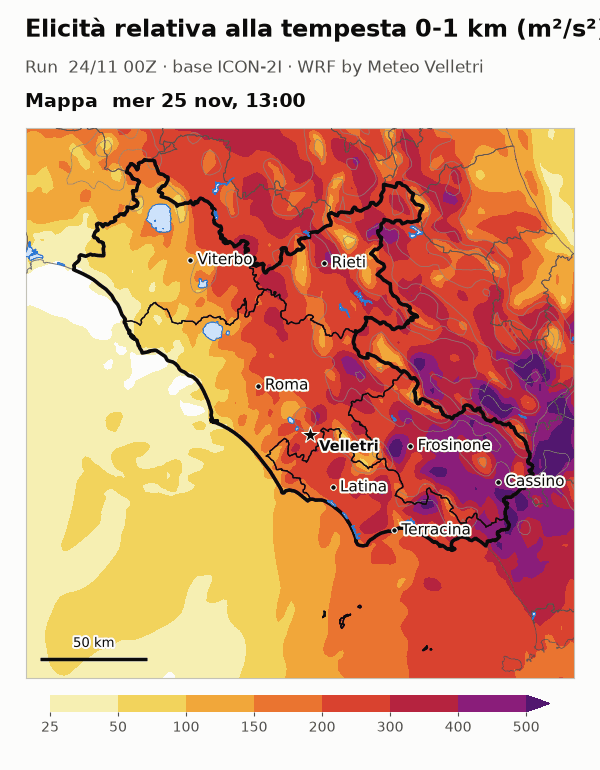 Elicità relativa alla tempesta 0-1 km (m²/s²)
Run 24/11 00Z · base ICON-2I · WRF by Meteo Velletri
Mappa mer 25 nov, 13:00
Viterbo
Rieti
Roma
Velletri
Frosinone
Latina
Cassino
Terracina
50 km
25 50 100 150 200 300 400 500